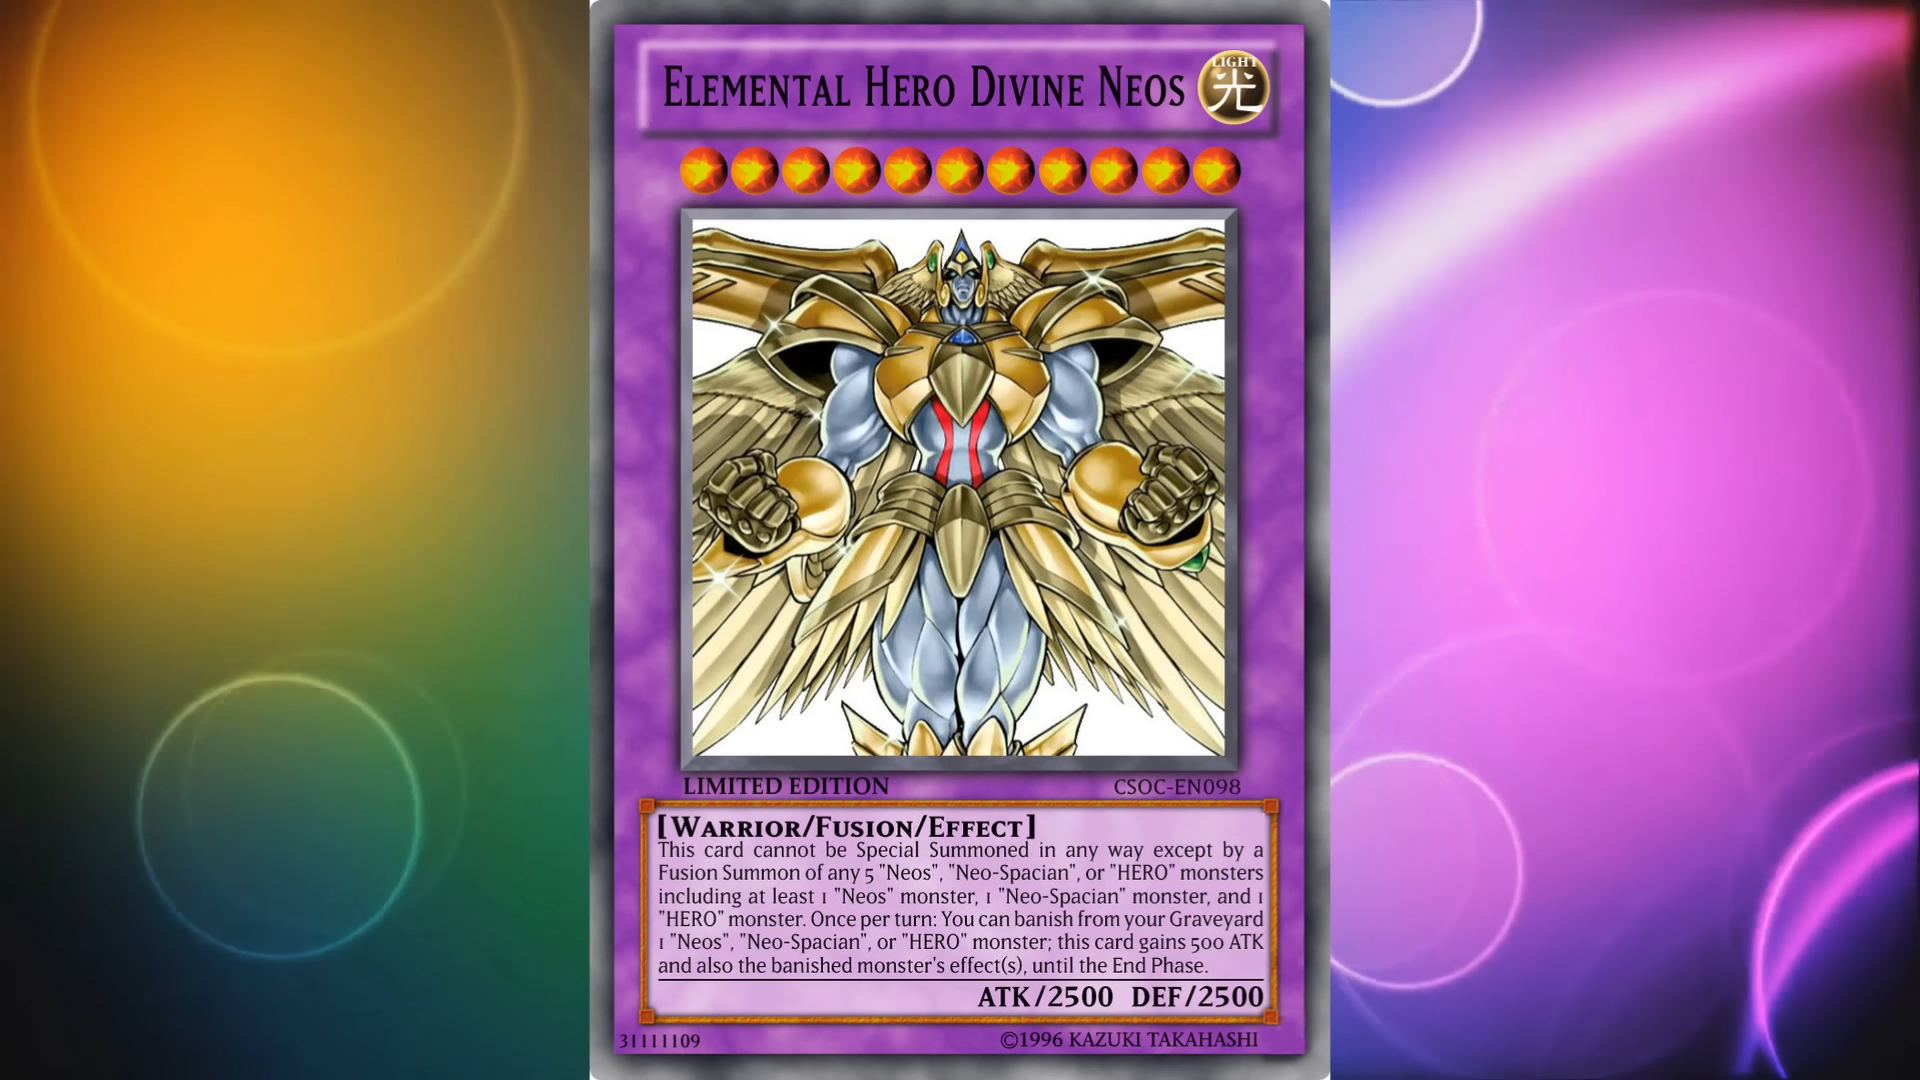 Elemental Hero Divine Neos
LIGHT
光
LIMITED EDITION
CSOC-EN098
[Warrior/Fusion/Effect]
This card cannot be Special Summoned in any way except by a
Fusion Summon of any 5 "Neos", "Neo-Spacian", or "HERO" monsters
including at least 1 "Neos" monster, 1 "Neo-Spacian" monster, and 1
"HERO" monster. Once per turn: You can banish from your Graveyard
1 "Neos", "Neo-Spacian", or "HERO" monster; this card gains 500 ATK
and also the banished monster's effect(s), until the End Phase.
ATK/2500 DEF/2500
31111109
©1996 KAZUKI TAKAHASHI